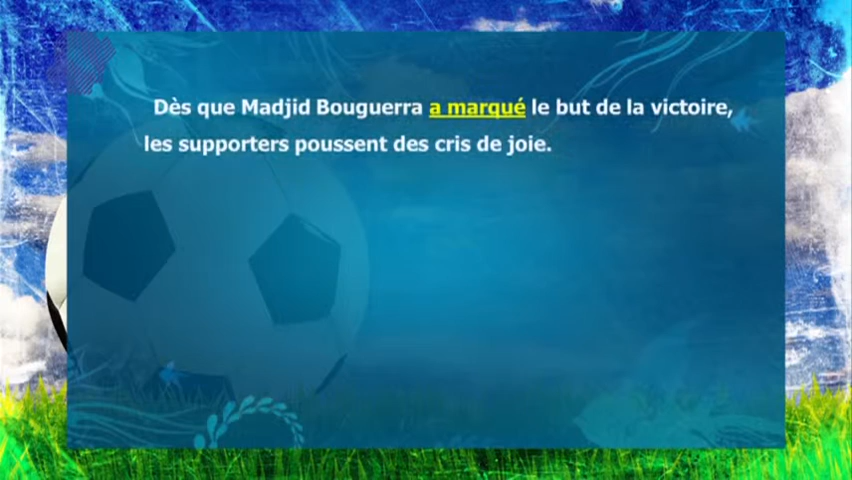 Dès que Madjid Bouguerra a marqué le but de la victoire,
les supporters poussent des cris de joie.